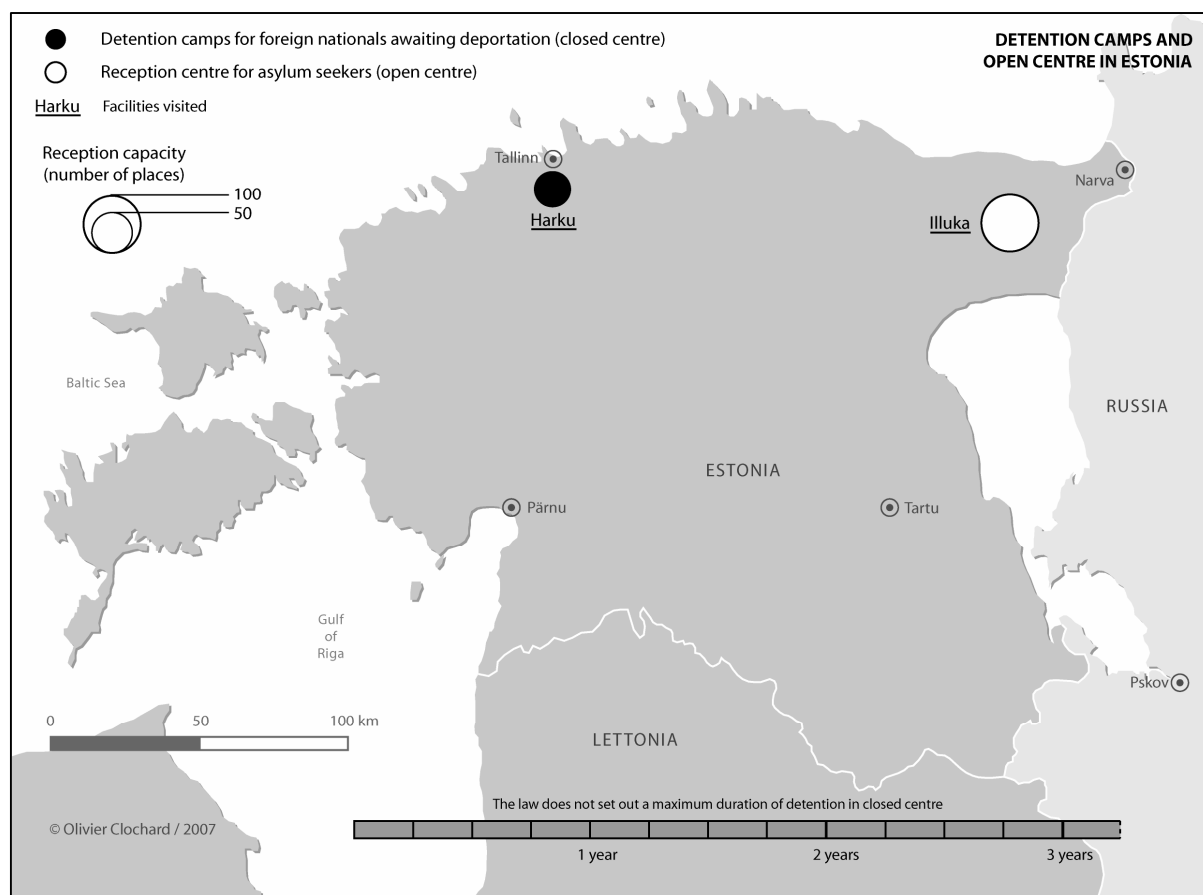 Detention camps for foreign nationals awaiting deportation (closed centre)
DETENTION CAMPS AND
OPEN CENTRE IN ESTONIA
Reception centre for asylum seekers (open centre)
Harku
Facilities visited
Reception capacity
(number of places)
100
50
Tallinn
Harku
Narva
Illuka
Baltic Sea
RUSSIA
ESTONIA
Pärnu
Tartu
Gulf
of
Riga
Pskov
0
50
100 km
LETTONIA
The law does not set out a maximum duration of detention in closed centre
© Olivier Clochard / 2007
1 year
2 years
3 years